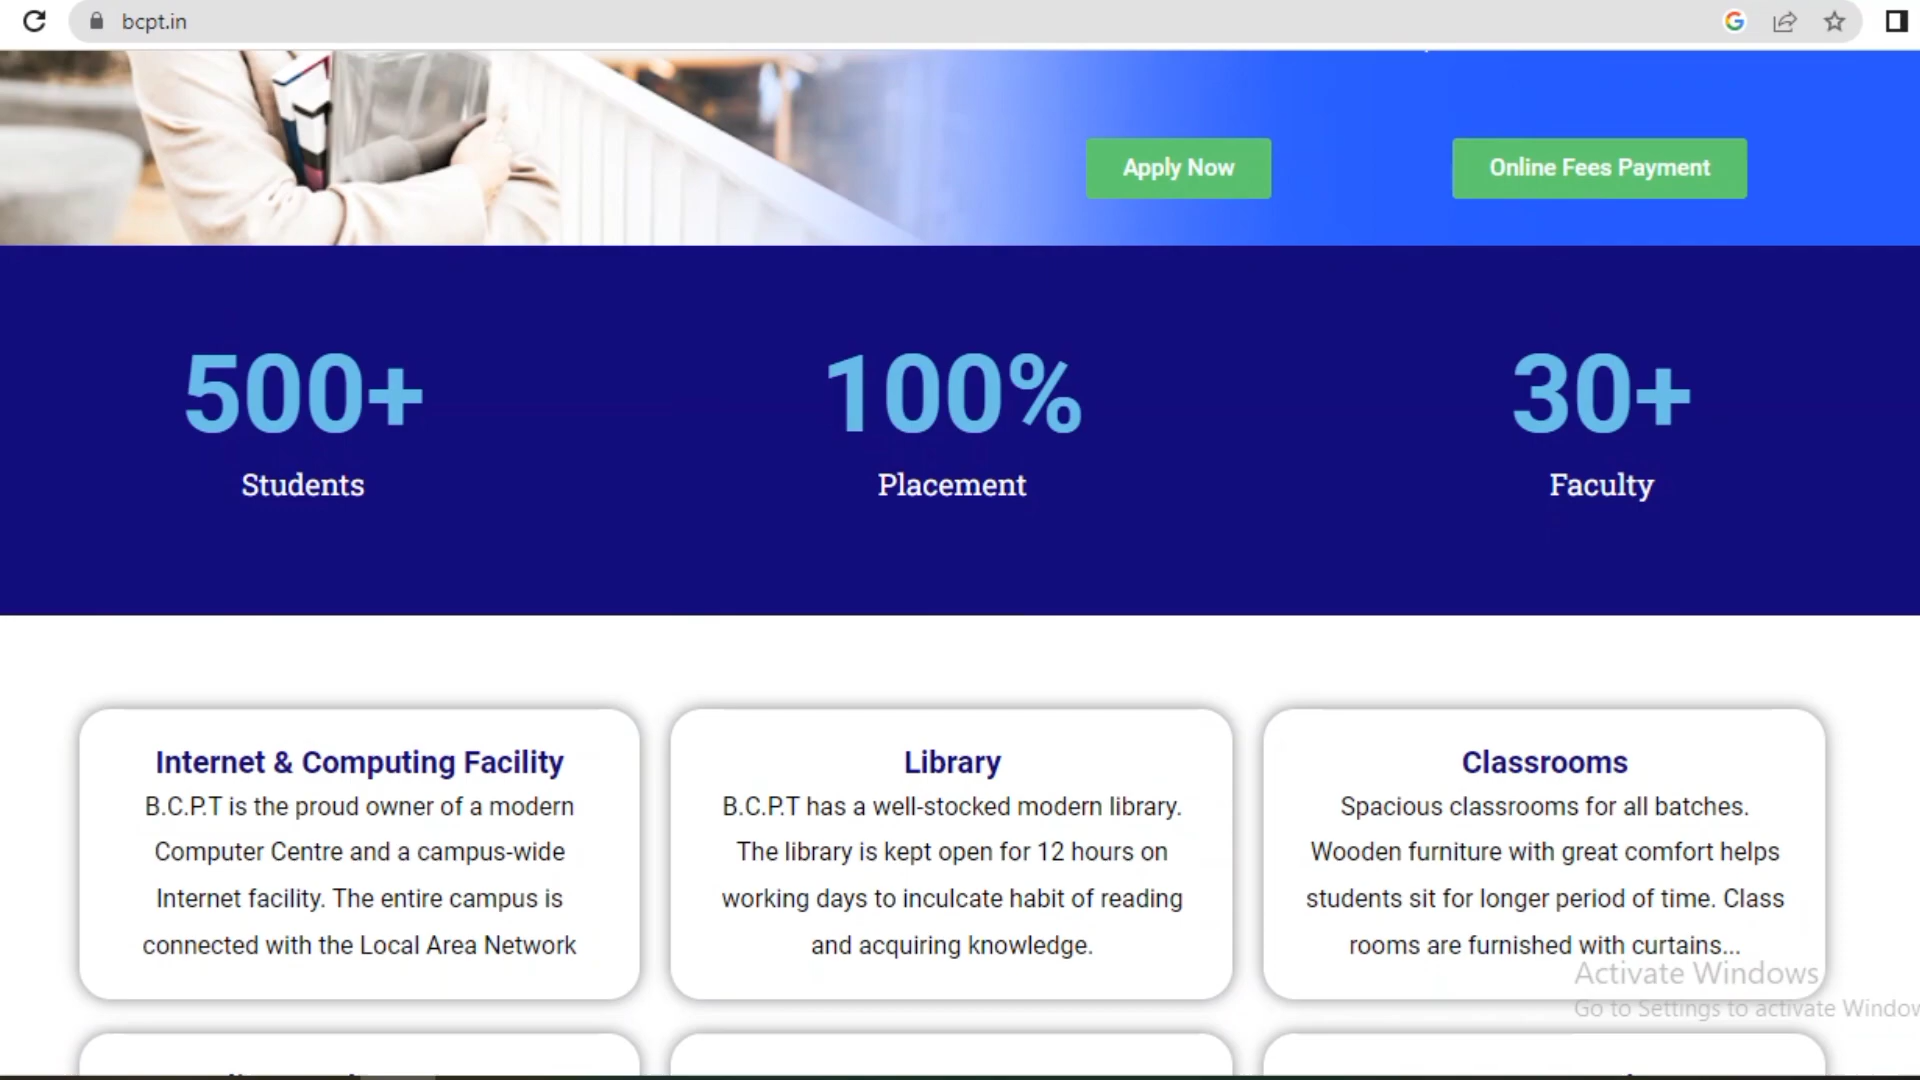 bcpt.in
Apply Now
Online Fees Payment
500+
100%
30+
Students
Placement
Faculty
Internet & Computing Facility
B.C.P.T is the proud owner of a modern
Computer Centre and a campus-wide
Internet facility. The entire campus is
connected with the Local Area Network
Library
B.C.P.T has a well-stocked modern library.
The library is kept open for 12 hours on
working days to inculcate habit of reading
and acquiring knowledge.
Classrooms
Spacious classrooms for all batches.
Wooden furniture with great comfort helps
students sit for longer period of time. Class
rooms are furnished with curtains...
Activate Windows
Go to Settings to activate Window